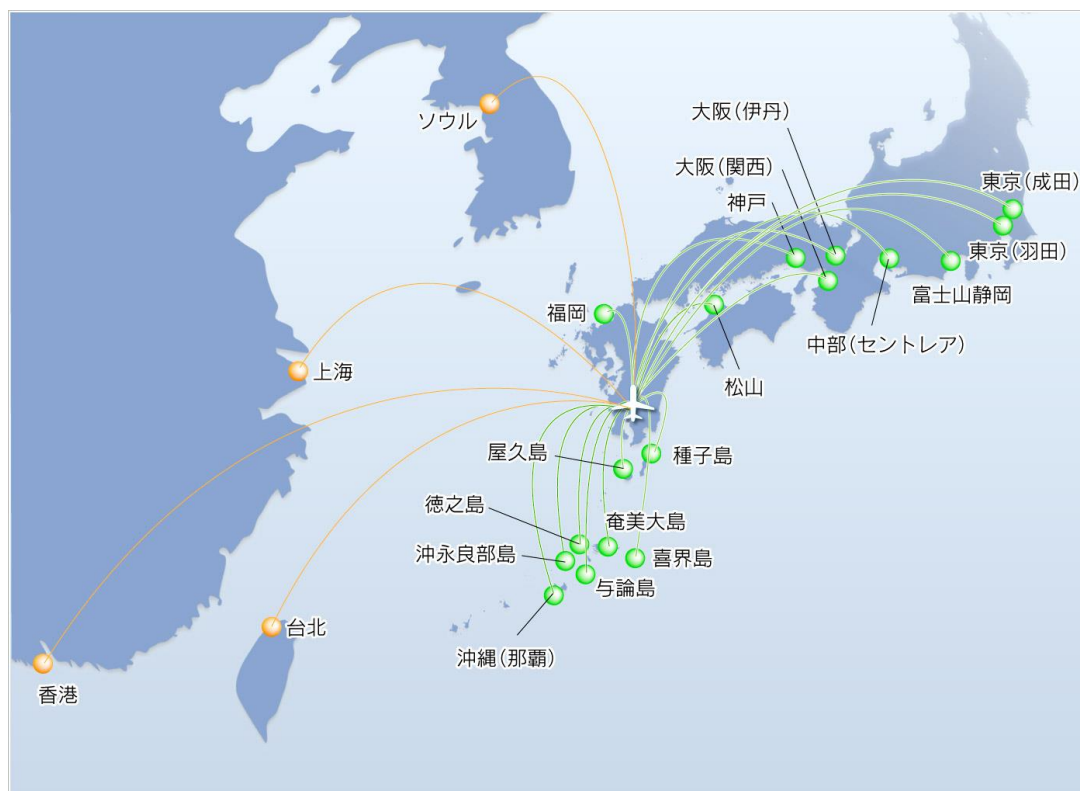 ソウル
大阪（伊丹）
大阪（関西）
神戸
東京（成田）
東京（羽田）
富士山静岡
中部（セントレア）
福岡
松山
上海
屋久島
種子島
徳之島
奄美大島
沖永良部島
喜界島
与論島
台北
沖縄（那覇）
香港